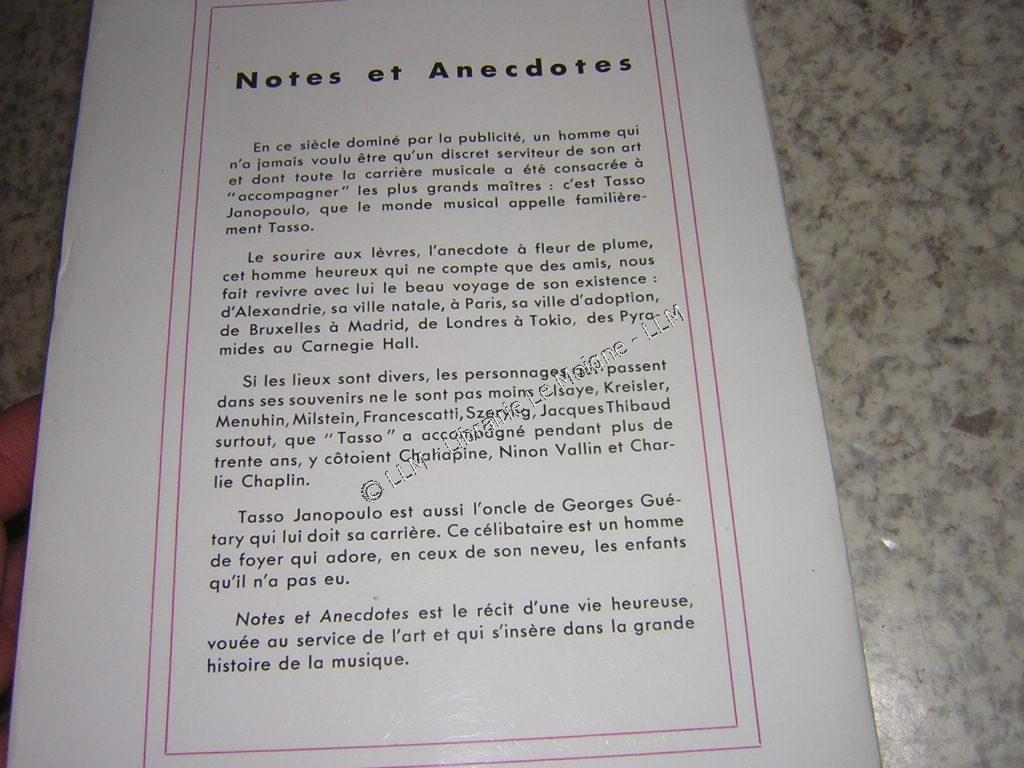 Notes et Anecdotes
En ce siècle dominé par la publicité, un homme qui
n'a jamais voulu être qu'un discret serviteur de son art
et dont toute la carrière musicale a été consacrée à
"accompagner" les plus grands maîtres : c'est Tasso
Janopoulo, que le monde musical appelle familière-
ment Tasso.
Le sourire aux lèvres, l'anecdote à fleur de plume,
cet homme heureux qui ne compte que des amis, nous
fait revivre avec lui le beau voyage de son existence :
d'Alexandrie, sa ville natale, à Paris, sa ville d'adoption,
de Bruxelles à Madrid, de Londres à Tokio, des Pyra-
mides au Carnegie Hall.
Si les lieux sont divers, les personnages qui passent
dans ses souvenirs ne le sont pas moins : Isaye, Kreisler,
Menuhin, Milstein, Francescatti, Szeryng, Jacques Thibaud
surtout, que "Tasso" a accompagné pendant plus de
trente ans, y côtoient Chaliapine, Ninon Vallin et Char-
lie Chaplin.
Tasso Janopoulo est aussi l'oncle de Georges Gué-
tary qui lui doit sa carrière. Ce célibataire est un homme
de foyer qui adore, en ceux de son neveu, les enfants
qu'il n'a pas eu.
Notes et Anecdotes est le récit d'une vie heureuse,
vouée au service de l'art et qui s'insère dans la grande
histoire de la musique.
© LLM - Librairie Le Moigne - LLM